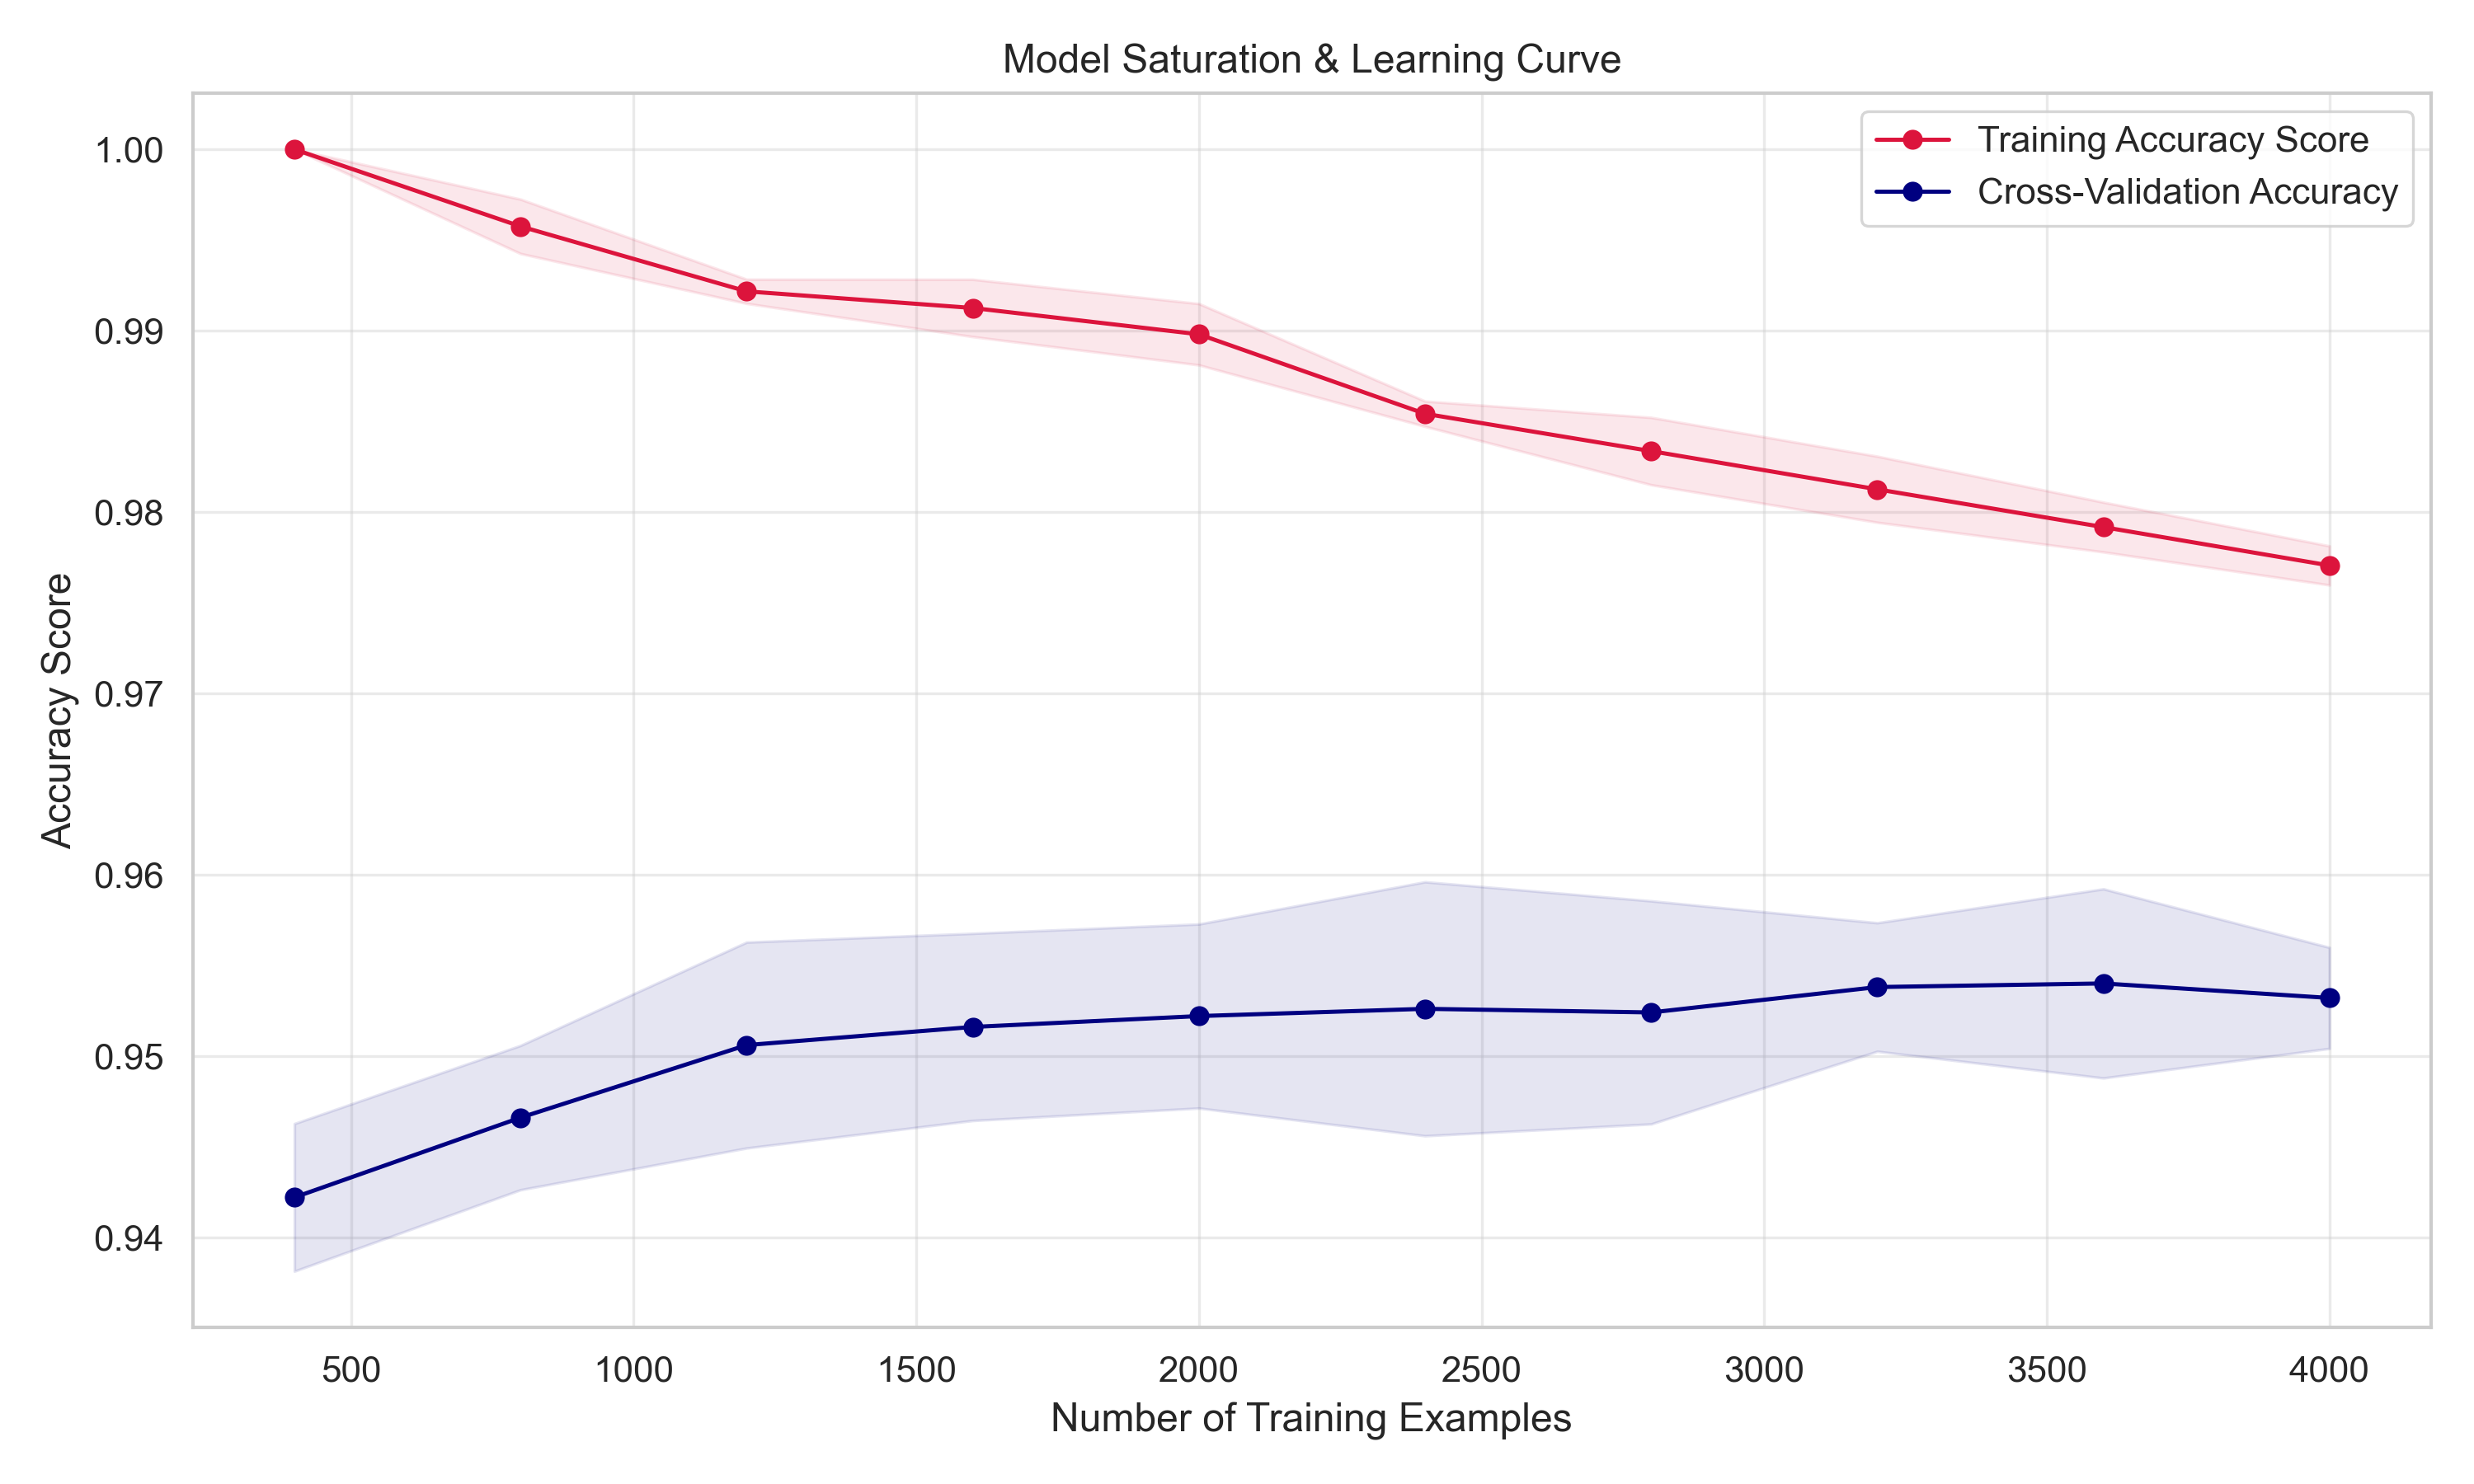 Model Saturation & Learning Curve
Training Accuracy Score
Cross-Validation Accuracy
Accuracy Score
1.00
0.99
0.98
0.97
0.96
0.95
0.94
500 1000 1500 2000 2500 3000 3500 4000
Number of Training Examples